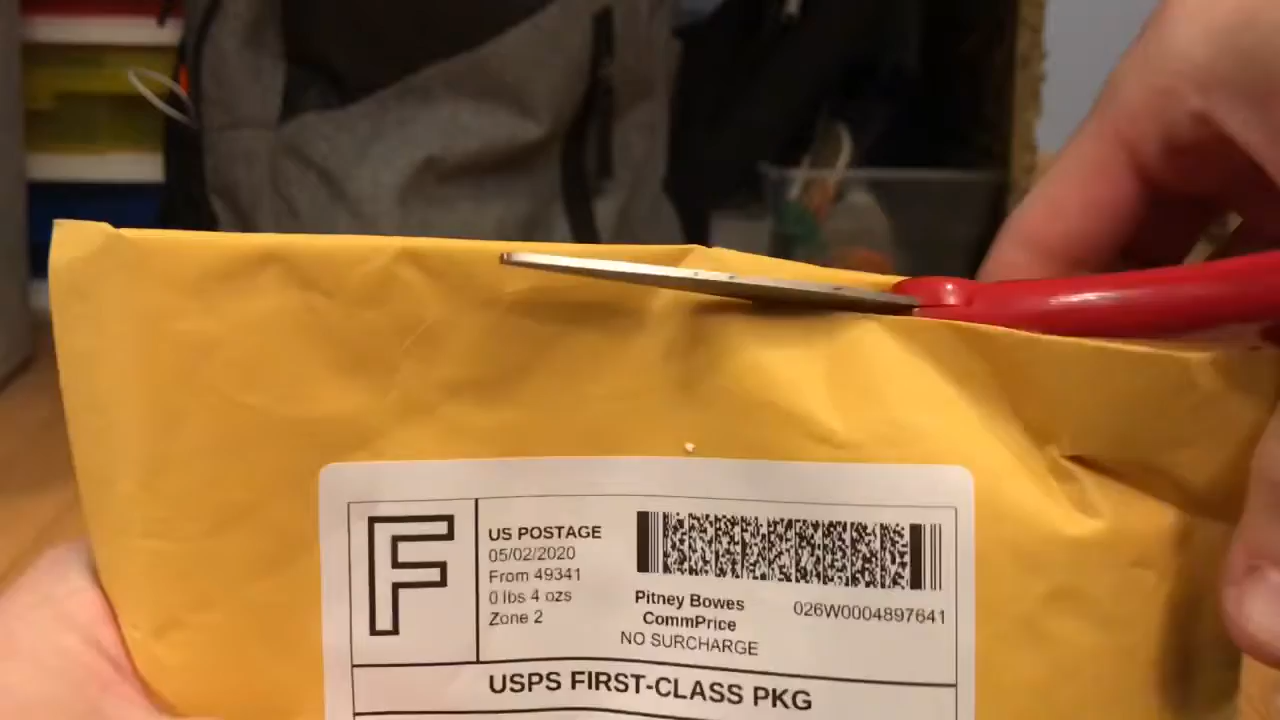 F
US POSTAGE
05/02/2020
From 49341
0 lbs 4 ozs
Zone 2
Pitney Bowes
CommPrice
NO SURCHARGE
026W0004897641
USPS FIRST-CLASS PKG